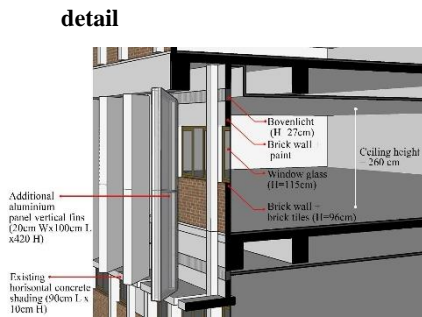 detail
Bovenlicht
(H 27cm)
Brick wall
paint
Window glass
(H=115cm)
Brick wall +
brick tiles (H=96cm)
Ceiling height
= 260 cm
Additional
aluminium
panel vertical fins
(20cm Wx100cm L
x420 H)
Existing
horisontal concrete
shading (90cm L x
10cm H)